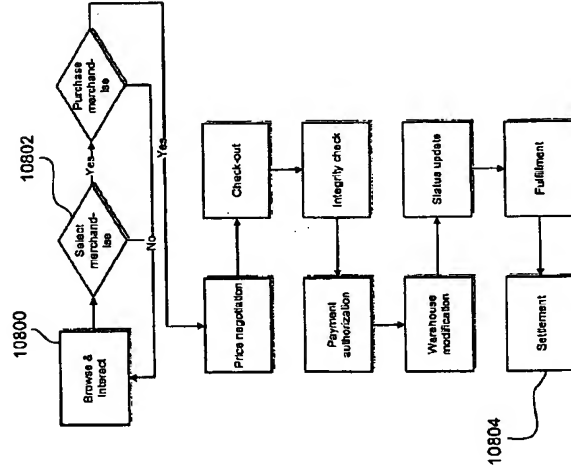 10800
Browse &
Interact
10802
Select
merchand-
ise
Yes
No
Purchase
merchand-
ise
Yes
Price negotiation
Check-out
Integrity check
Payment
authorization
Warehouse
modification
Status update
Fulfillment
Settlement
10804